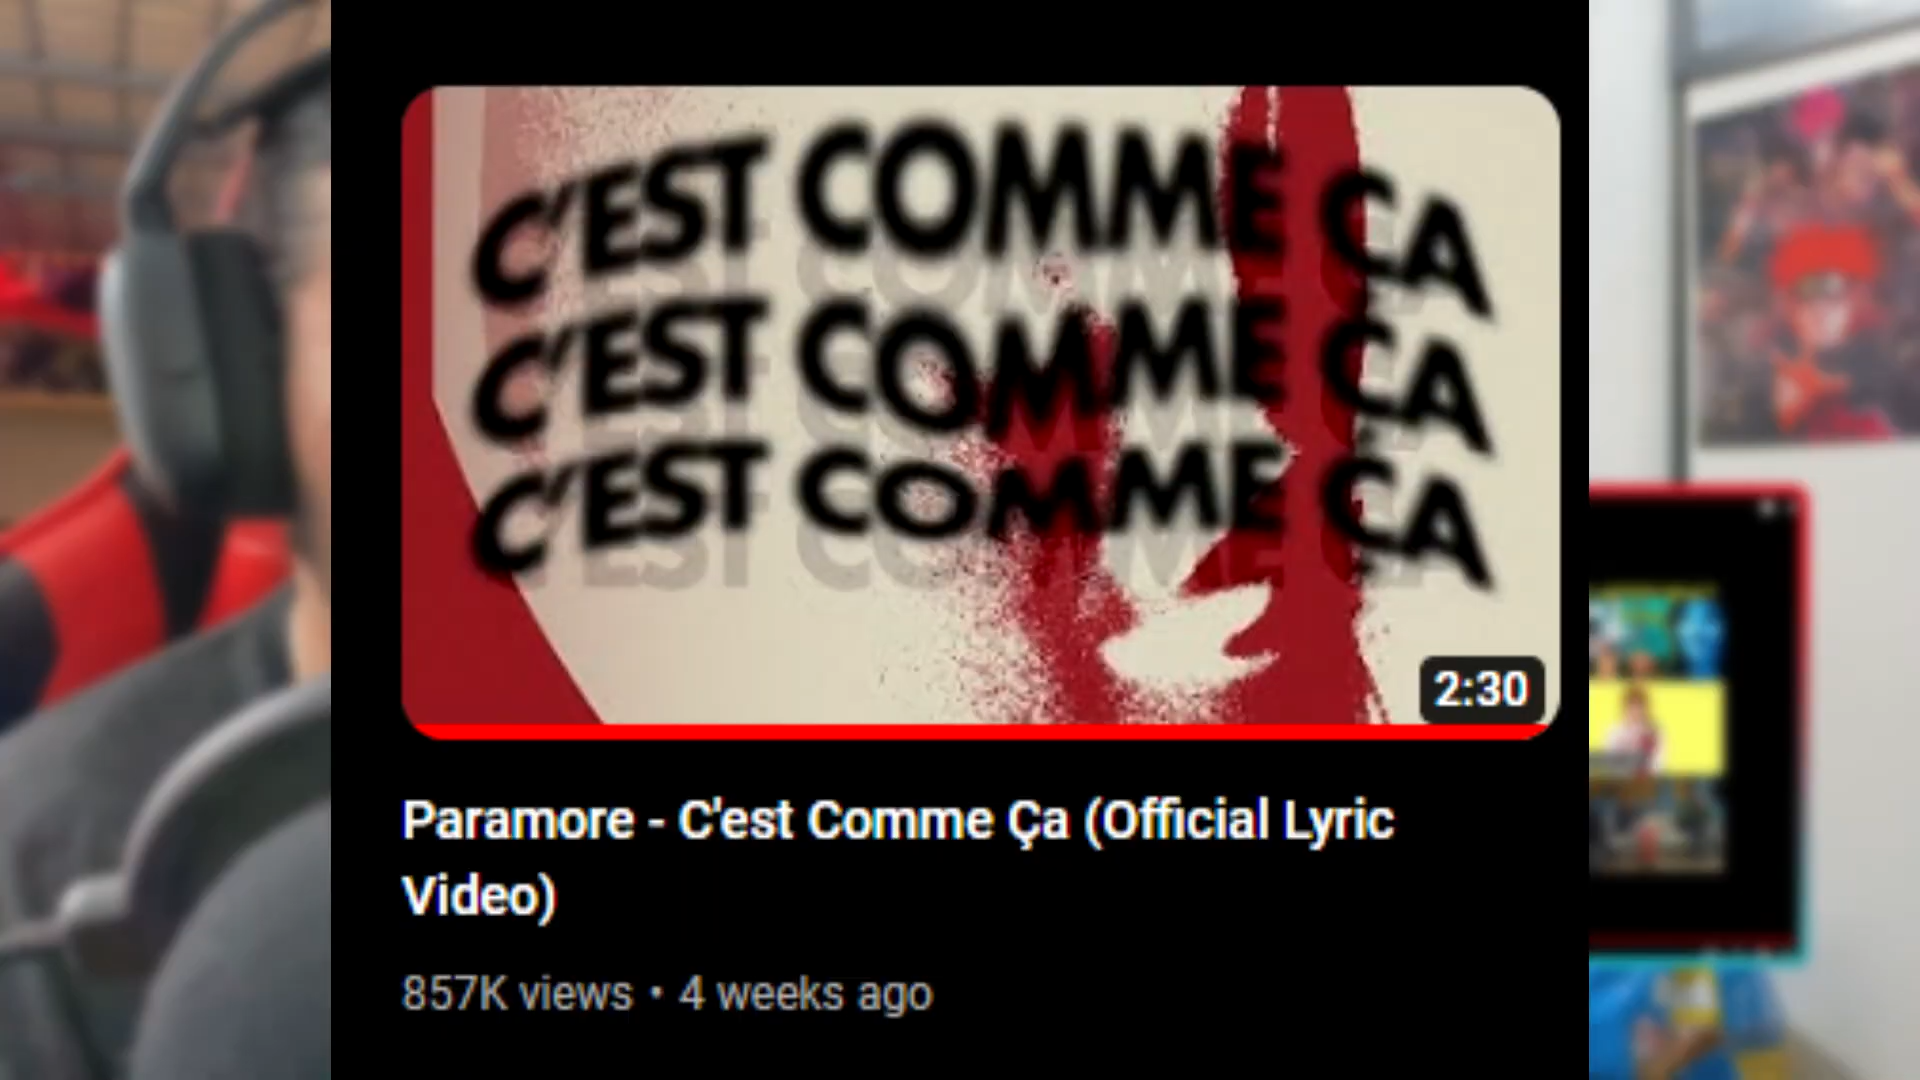 C'EST COMME ÇA
C'EST COMME ÇA
C'EST COMME ÇA
2:30
Paramore - C'est Comme Ça (Official Lyric
Video)
857K views • 4 weeks ago